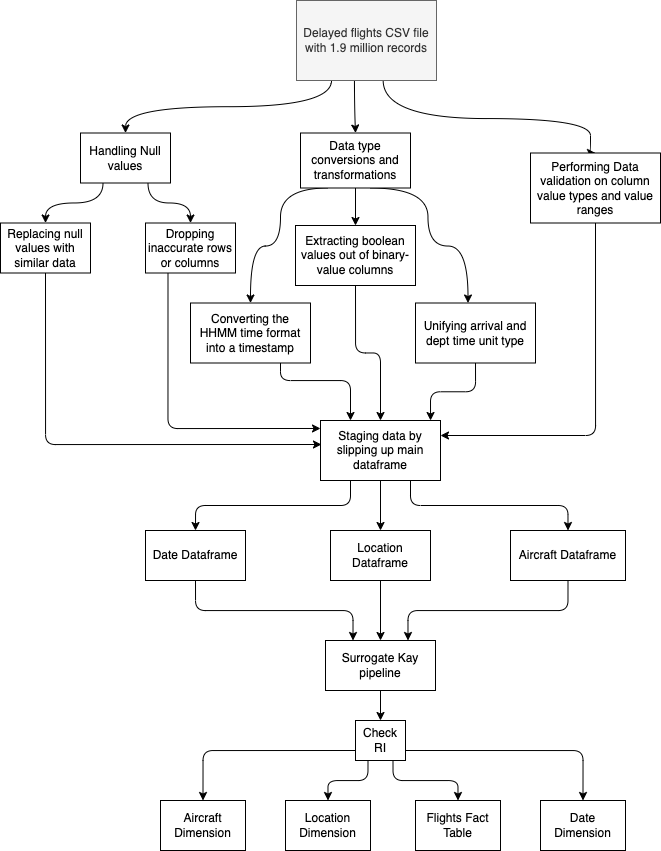 Delayed flights CSV file
with 1.9 million records
Handling Null
values
Data type
conversions and
transformations
Performing Data
validation on column
value types and value
ranges
Replacing null
values with
similar data
Dropping
inaccurate rows
or columns
Extracting boolean
values out of binary-
value columns
Converting the
HHMM time format
into a timestamp
Unifying arrival and
dept time unit type
Staging data by
slipping up main
dataframe
Date Dataframe
Location
Dataframe
Aircraft Dataframe
Surrogate Kay
pipeline
Check
RI
Aircraft
Dimension
Location
Dimension
Flights Fact
Table
Date
Dimension